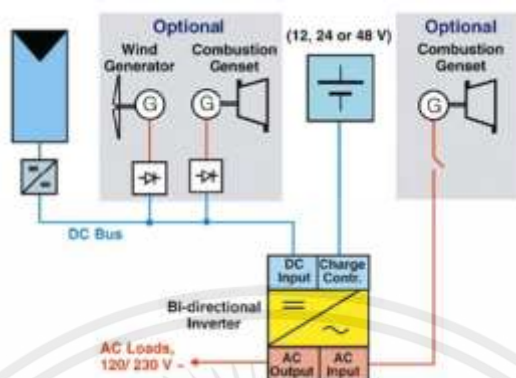 Optional
Wind
Generator
Combustion
Genset
G
G
(12, 24 or 48 V)
Optional
Combustion
Genset
G
DC Bus
DC
Input
Charge
Contr.
Bi-directional
Inverter
AC Loads,
120/ 230 V ~
AC
Output
AC
Input